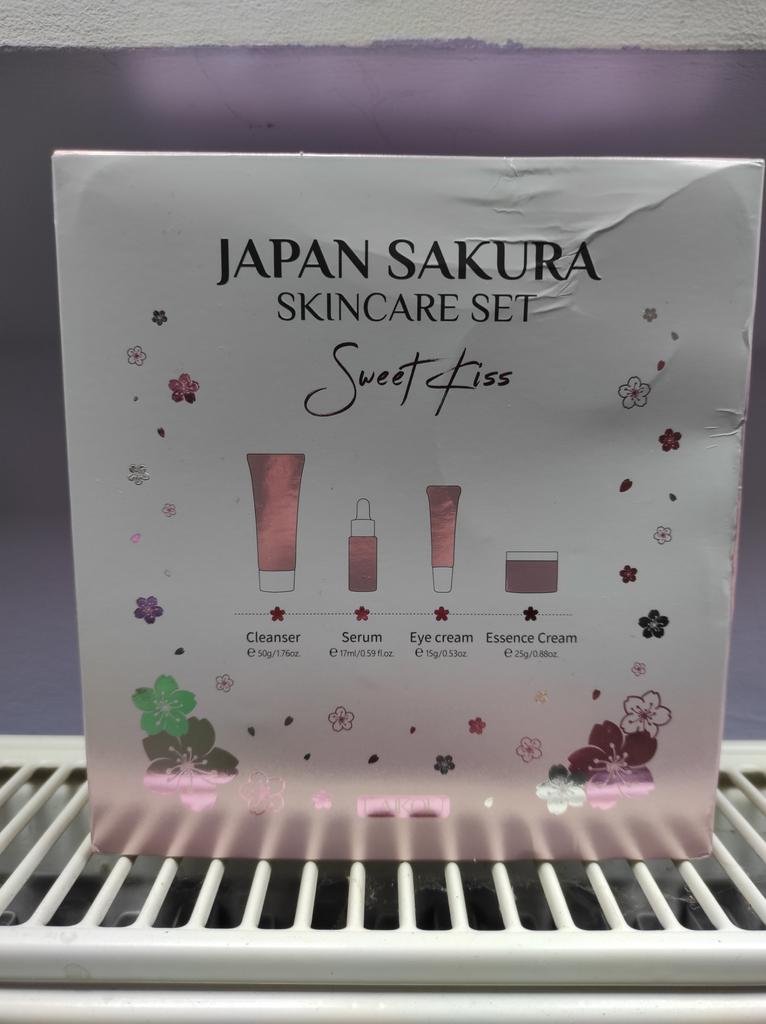 JAPAN SAKURA
SKINCARE SET
Sweet Kiss
Cleanser
℮ 50g/1.76oz.
Serum
℮ 17ml/0.59 fl.oz.
Eye cream
℮ 15g/0.53oz.
Essence Cream
℮ 25g/0.88oz.
LAIKOU